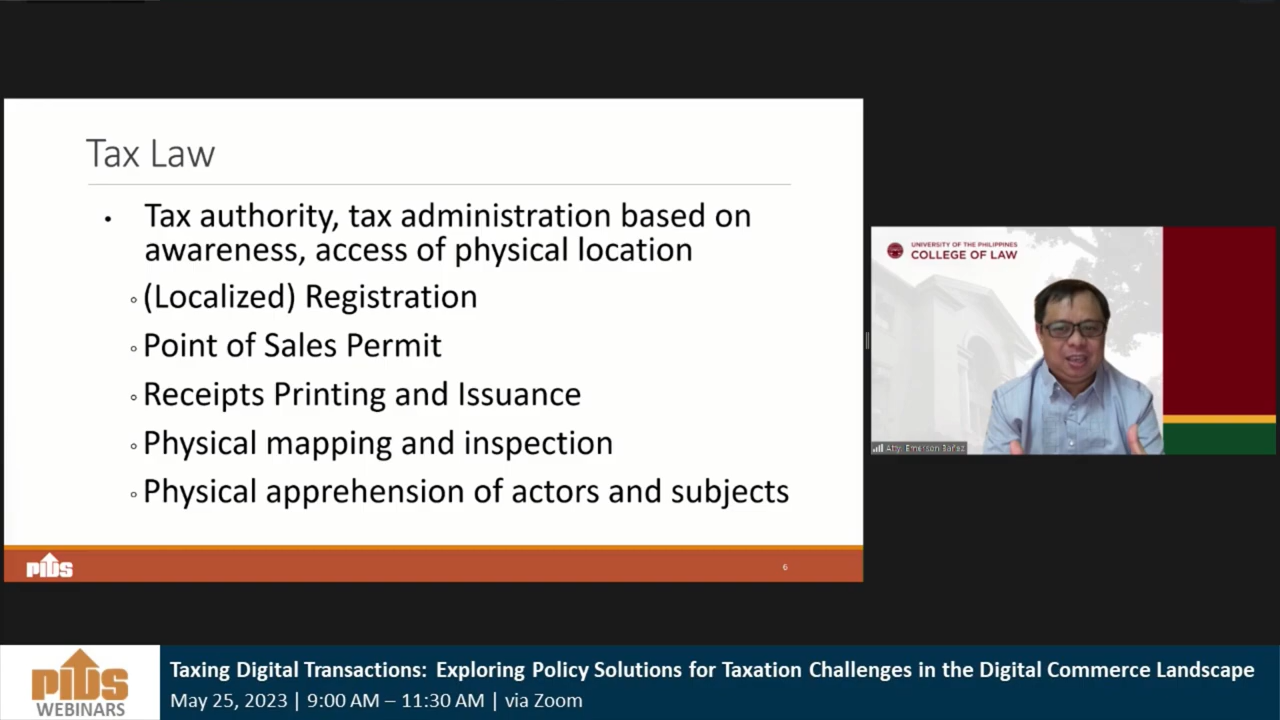 Tax Law
• Tax authority, tax administration based on
awareness, access of physical location
◦ (Localized) Registration
◦ Point of Sales Permit
◦ Receipts Printing and Issuance
◦ Physical mapping and inspection
◦ Physical apprehension of actors and subjects
PIDS
6
UNIVERSITY OF THE PHILIPPINES
COLLEGE OF LAW
Atty. Emerson Bañez
PIDS
WEBINARS
Taxing Digital Transactions: Exploring Policy Solutions for Taxation Challenges in the Digital Commerce Landscape
May 25, 2023 | 9:00 AM – 11:30 AM | via Zoom